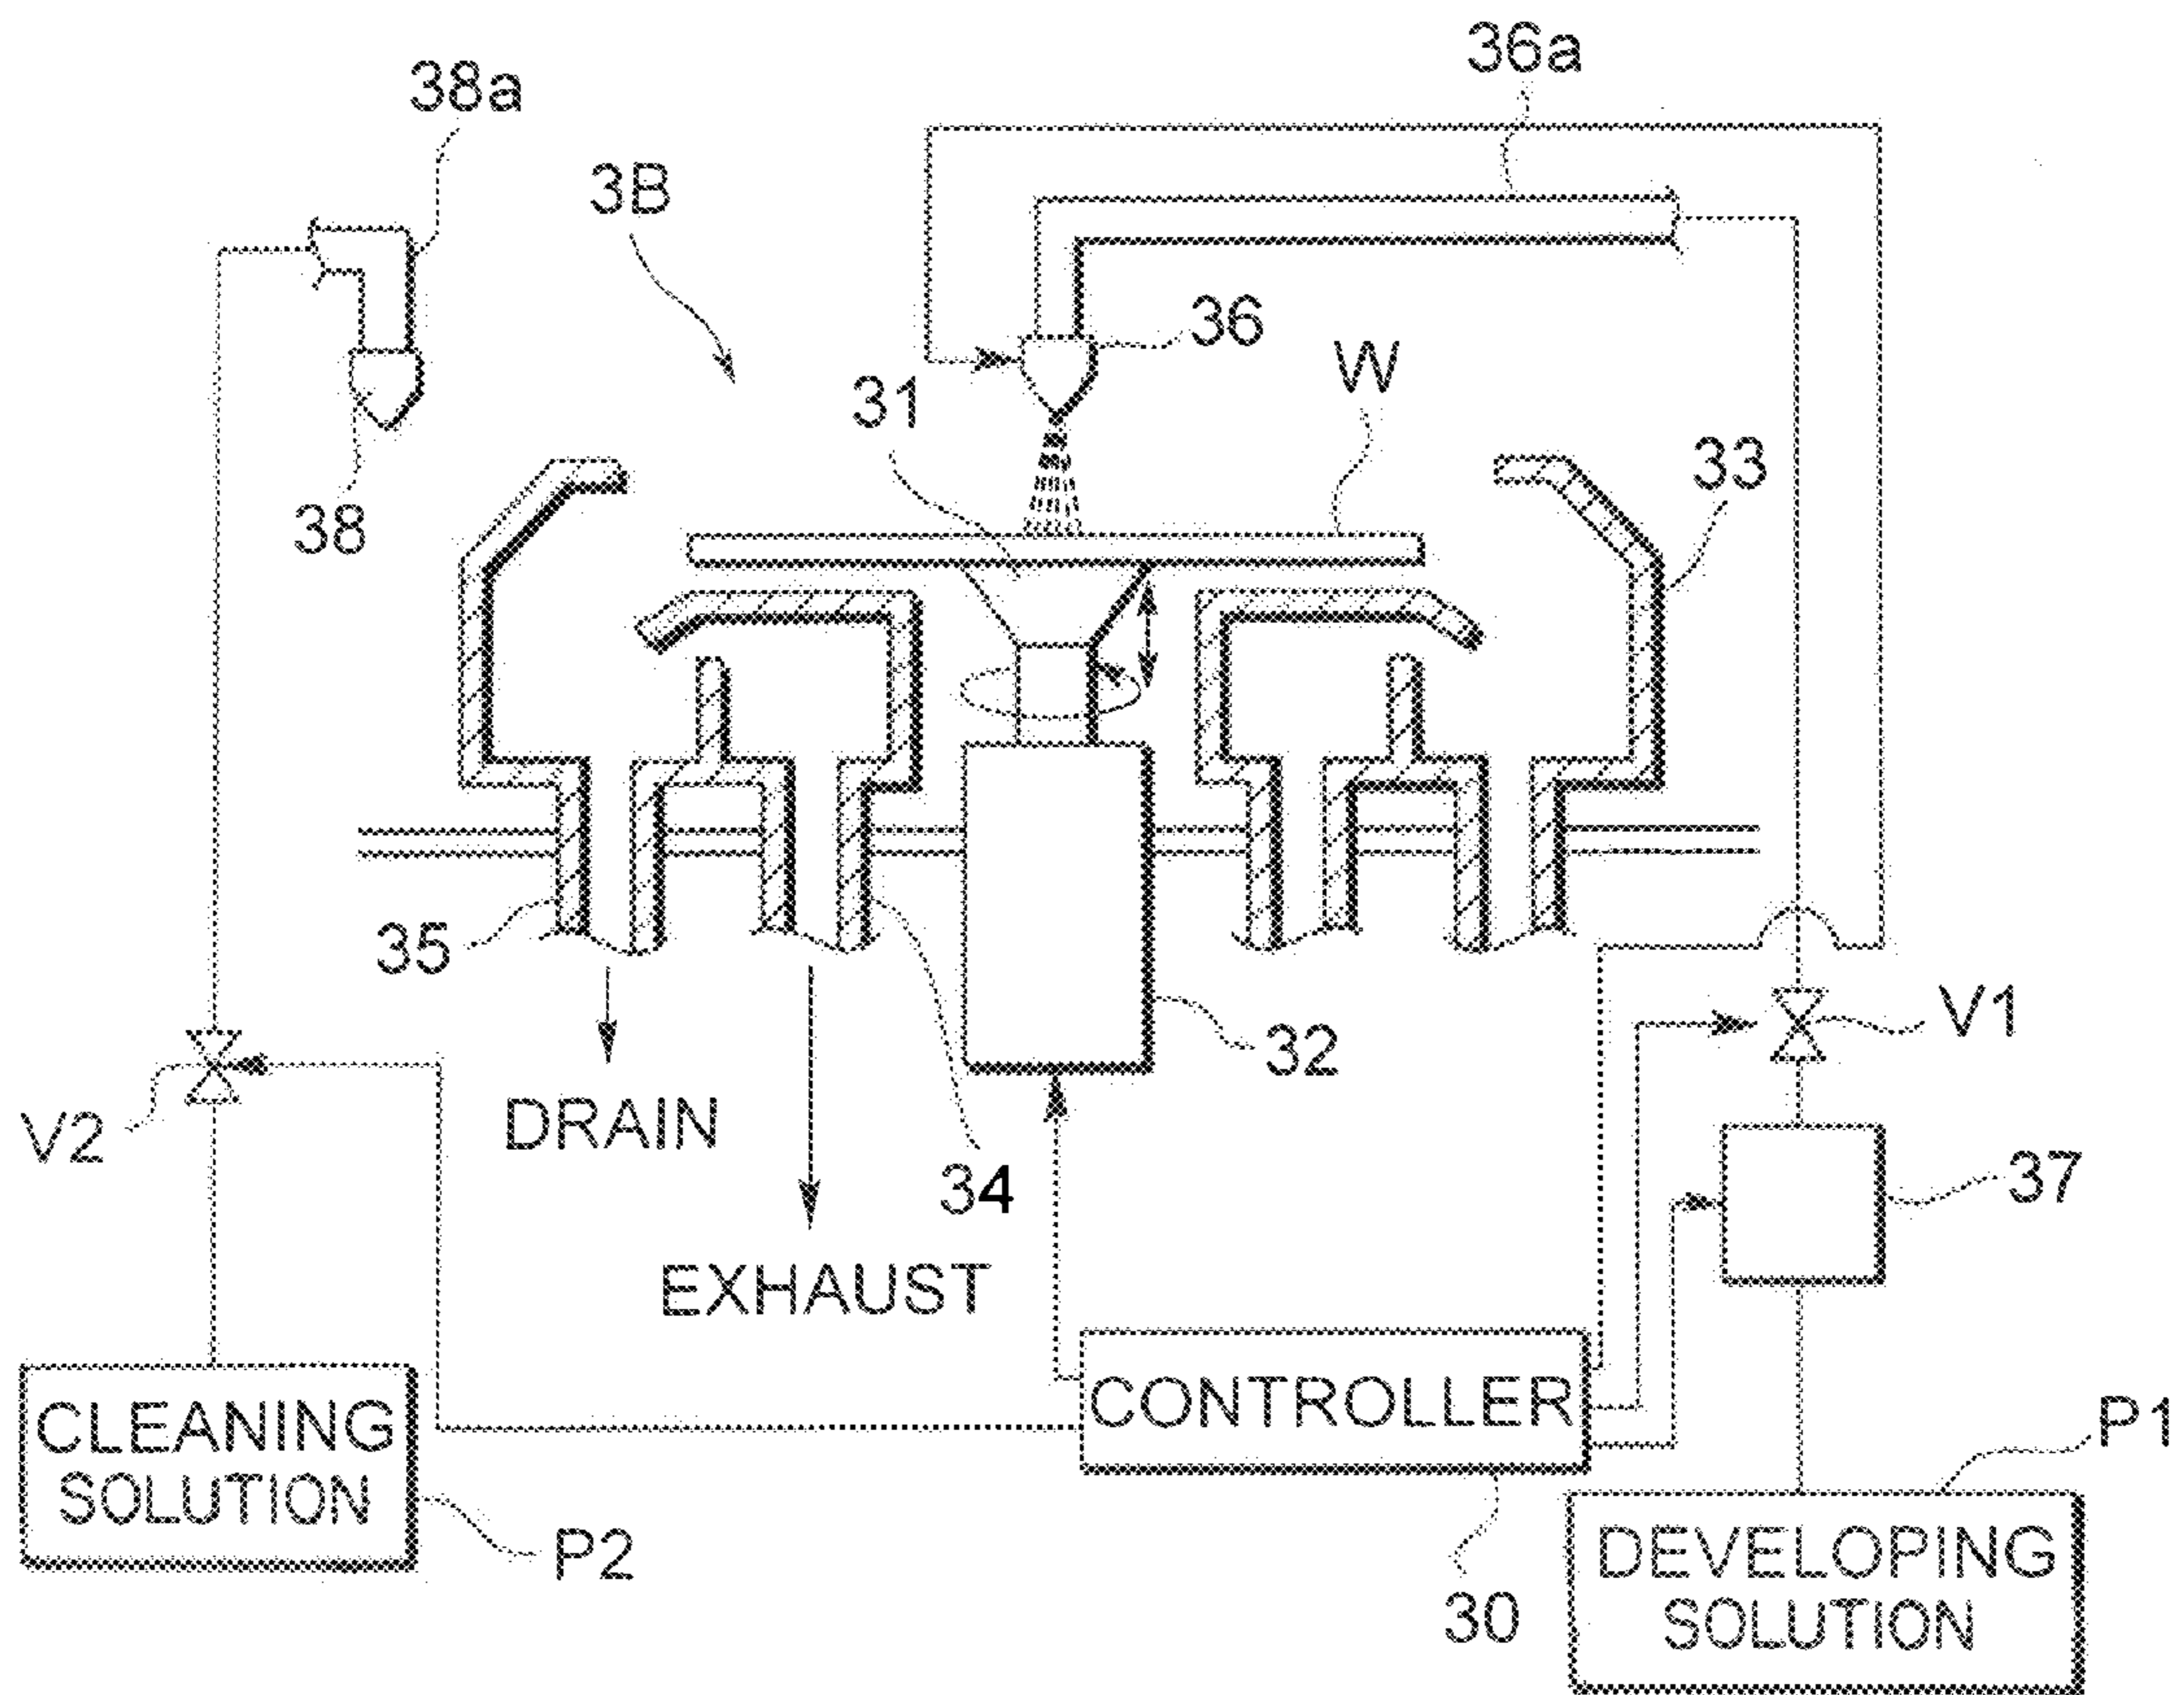 36a
38a
3B
36
31
W
33
38
35
V1
32
V2
DRAIN
34
37
EXHAUST
CONTROLLER
CLEANING
SOLUTION
P1
P2
DEVELOPING
SOLUTION
30